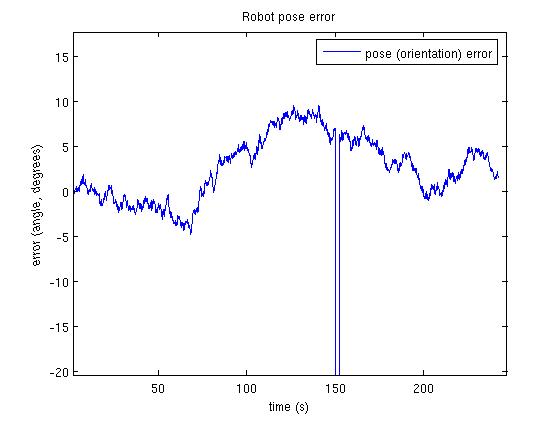 Robot pose error
pose (orientation) error
15
10
5
0
-5
-10
-15
-20
error (angle, degrees)
50 100 150 200
time (s)